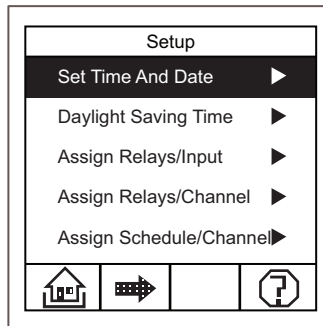 Setup
Set Time And Date
Daylight Saving Time
Assign Relays/Input
Assign Relays/Channel
Assign Schedule/Channel
?